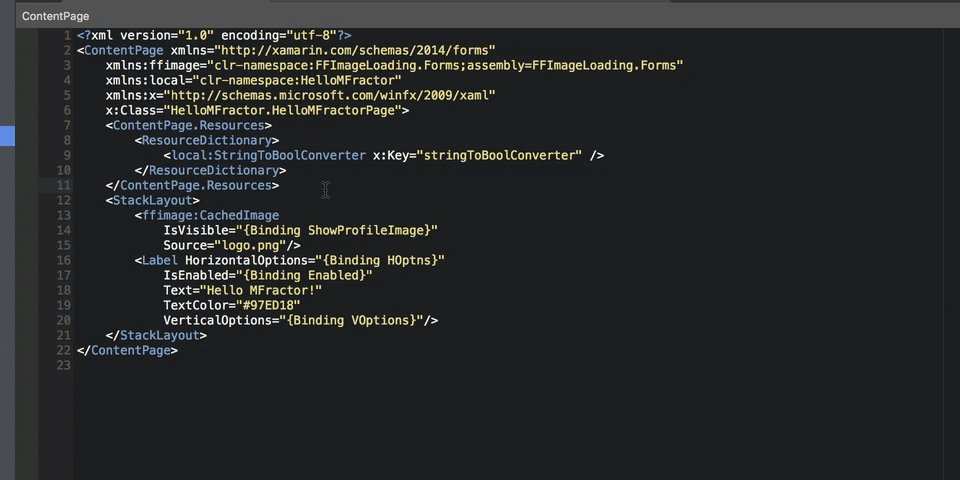 ContentPage
1 <?xml version="1.0" encoding="utf-8"?>
2 <ContentPage xmlns="http://xamarin.com/schemas/2014/forms"
3     xmlns:ffimage="clr-namespace:FFImageLoading.Forms;assembly=FFImageLoading.Forms"
4     xmlns:local="clr-namespace:HelloMFractor"
5     xmlns:x="http://schemas.microsoft.com/winfx/2009/xaml"
6     x:Class="HelloMFractor.HelloMFractorPage">
7     <ContentPage.Resources>
8         <ResourceDictionary>
9             <local:StringToBoolConverter x:Key="stringToBoolConverter" />
10         </ResourceDictionary>
11     </ContentPage.Resources>
12     <StackLayout>
13         <ffimage:CachedImage
14             IsVisible="{Binding ShowProfileImage}"
15             Source="logo.png"/>
16         <Label HorizontalOptions="{Binding HOptns}"
17             IsEnabled="{Binding Enabled}"
18             Text="Hello MFractor!"
19             TextColor="#97ED18"
20             VerticalOptions="{Binding VOptions}"/>
21     </StackLayout>
22 </ContentPage>
23